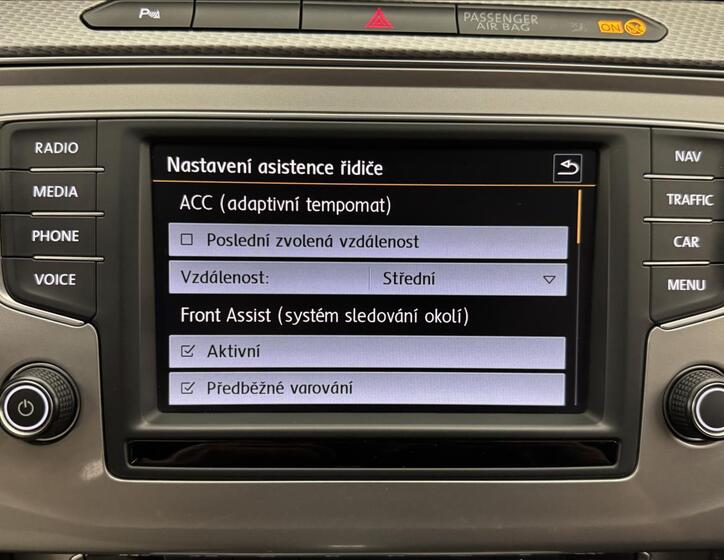 PASSENGER
AIR BAG
ON
RADIO
MEDIA
PHONE
VOICE
Nastavení asistence řidiče
ACC (adaptivní tempomat)
Poslední zvolená vzdálenost
Vzdálenost: Střední
Front Assist (systém sledování okolí)
Aktivní
Předběžné varování
NAV
TRAFFIC
CAR
MENU